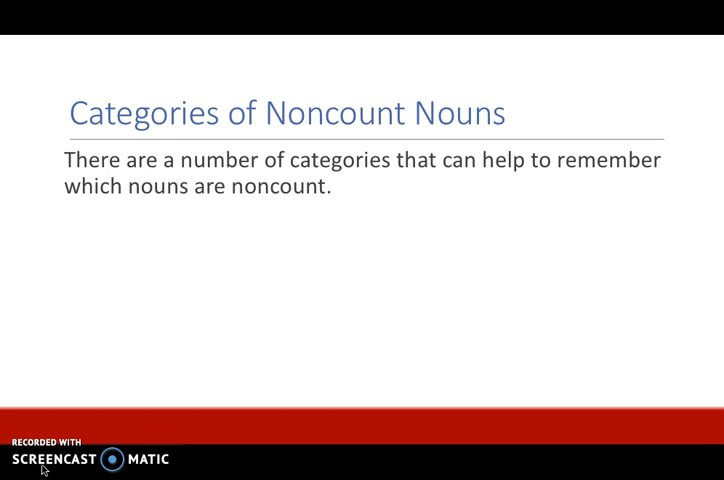 Categories of Noncount Nouns
There are a number of categories that can help to remember
which nouns are noncount.
RECORDED WITH
SCREENCAST MATIC